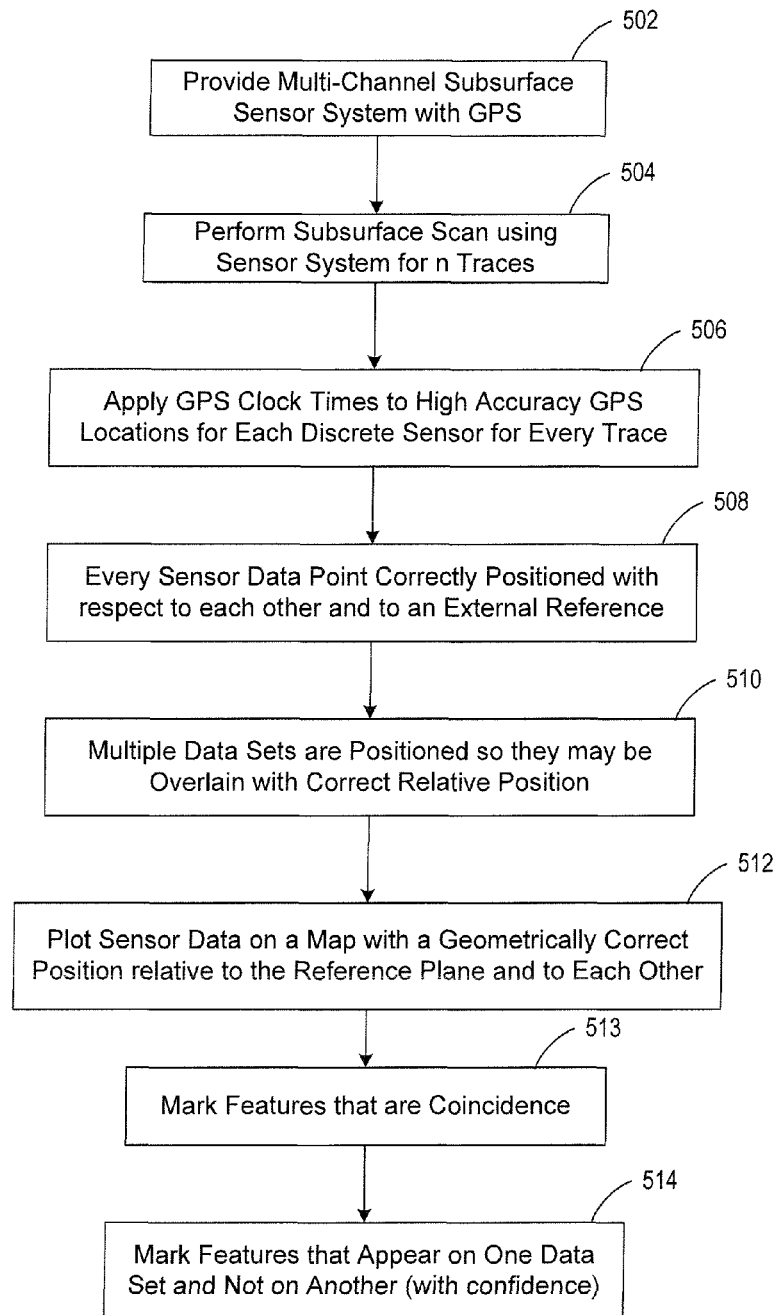 502
Provide Multi-Channel Subsurface
Sensor System with GPS
504
Perform Subsurface Scan using
Sensor System for n Traces
506
Apply GPS Clock Times to High Accuracy GPS
Locations for Each Discrete Sensor for Every Trace
508
Every Sensor Data Point Correctly Positioned with
respect to each other and to an External Reference
510
Multiple Data Sets are Positioned so they may be
Overlain with Correct Relative Position
512
Plot Sensor Data on a Map with a Geometrically Correct
Position relative to the Reference Plane and to Each Other
513
Mark Features that are Coincidence
514
Mark Features that Appear on One Data
Set and Not on Another (with confidence)